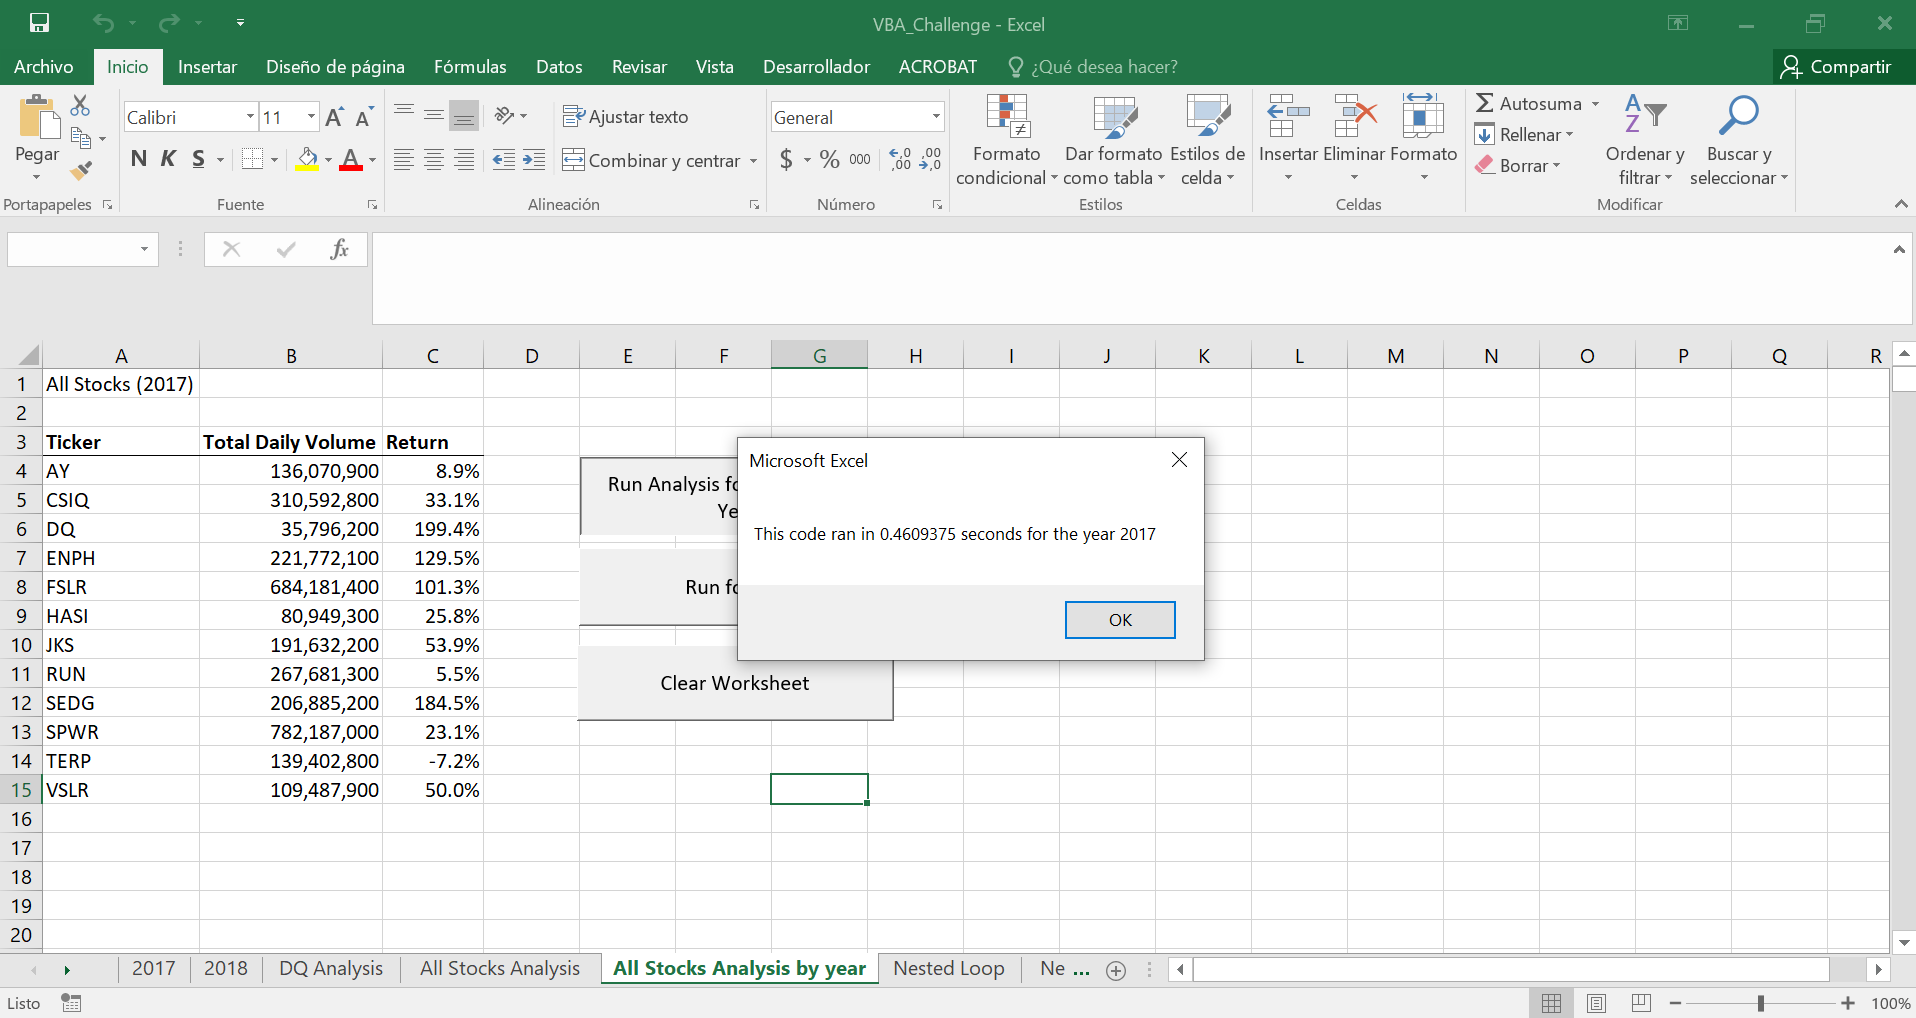 VBA_Challenge - Excel
Archivo Inicio Insertar Diseño de página Fórmulas Datos Revisar Vista Desarrollador ACROBAT ¿Qué desea hacer? Compartir
Pegar
Portapapeles
Calibri 11
N K S
Fuente
Ajustar texto
Combinar y centrar
Alineación
General
$ % 000
Número
Formato condicional
Dar formato como tabla
Estilos de celda
Estilos
Insertar Eliminar Formato
Celdas
Autosuma
Rellenar
Borrar
Ordenar y filtrar
Buscar y seleccionar
Modificar
fx
A B C D E F G H I J K L M N O P Q R
1 All Stocks (2017)
2
3 Ticker Total Daily Volume Return
4 AY 136,070,900 8.9%
5 CSIQ 310,592,800 33.1%
6 DQ 35,796,200 199.4%
7 ENPH 221,772,100 129.5%
8 FSLR 684,181,400 101.3%
9 HASI 80,949,300 25.8%
10 JKS 191,632,200 53.9%
11 RUN 267,681,300 5.5%
12 SEDG 206,885,200 184.5%
13 SPWR 782,187,000 23.1%
14 TERP 139,402,800 -7.2%
15 VSLR 109,487,900 50.0%
16
17
18
19
20
Run Analysis fo
Ye
Run fo
Clear Worksheet
Microsoft Excel
This code ran in 0.4609375 seconds for the year 2017
OK
2017 2018 DQ Analysis All Stocks Analysis All Stocks Analysis by year Nested Loop Ne ...
Listo
100%